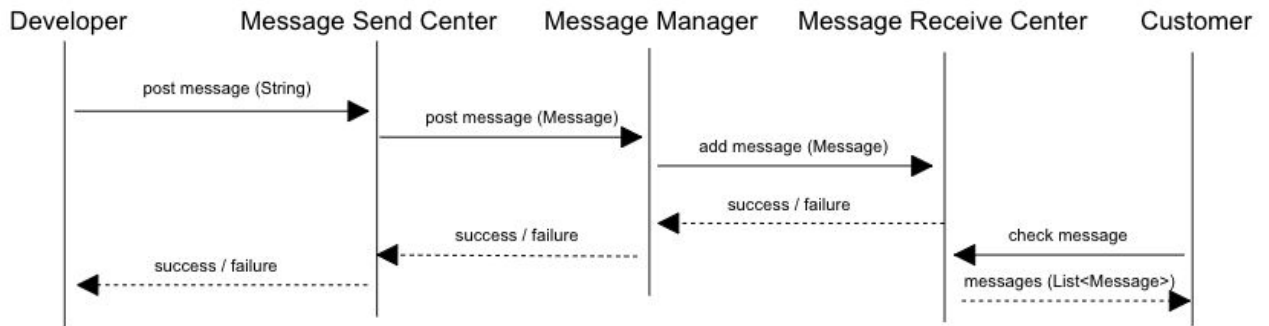 Developer
Message Send Center
Message Manager
Message Receive Center
Customer
post message (String)
post message (Message)
add message (Message)
success / failure
success / failure
check message
success / failure
messages (List<Message>)